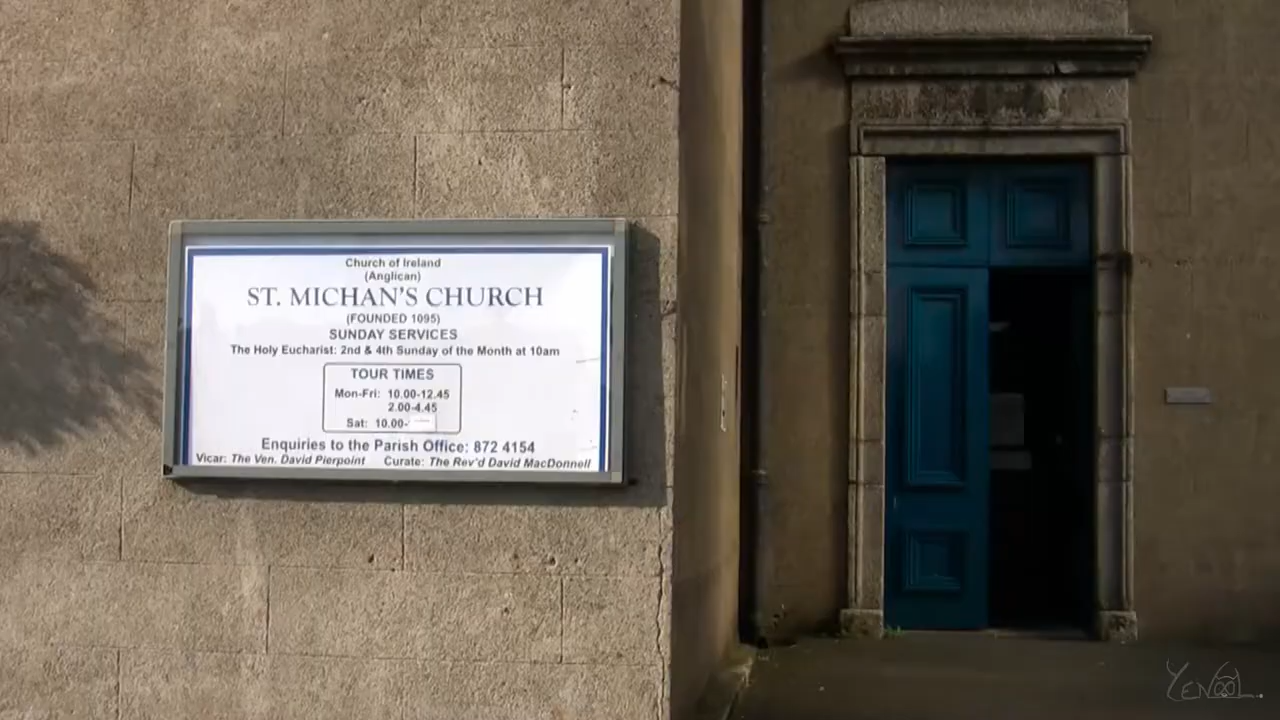 Church of Ireland
(Anglican)
ST. MICHAN'S CHURCH
(FOUNDED 1095)
SUNDAY SERVICES
The Holy Eucharist: 2nd & 4th Sunday of the Month at 10am
TOUR TIMES
Mon-Fri: 10.00-12.45
2.00-4.45
Sat: 10.00-
Enquiries to the Parish Office: 872 4154
Vicar: The Ven. David Pierpoint Curate: The Rev'd David MacDonnell
YENOOL